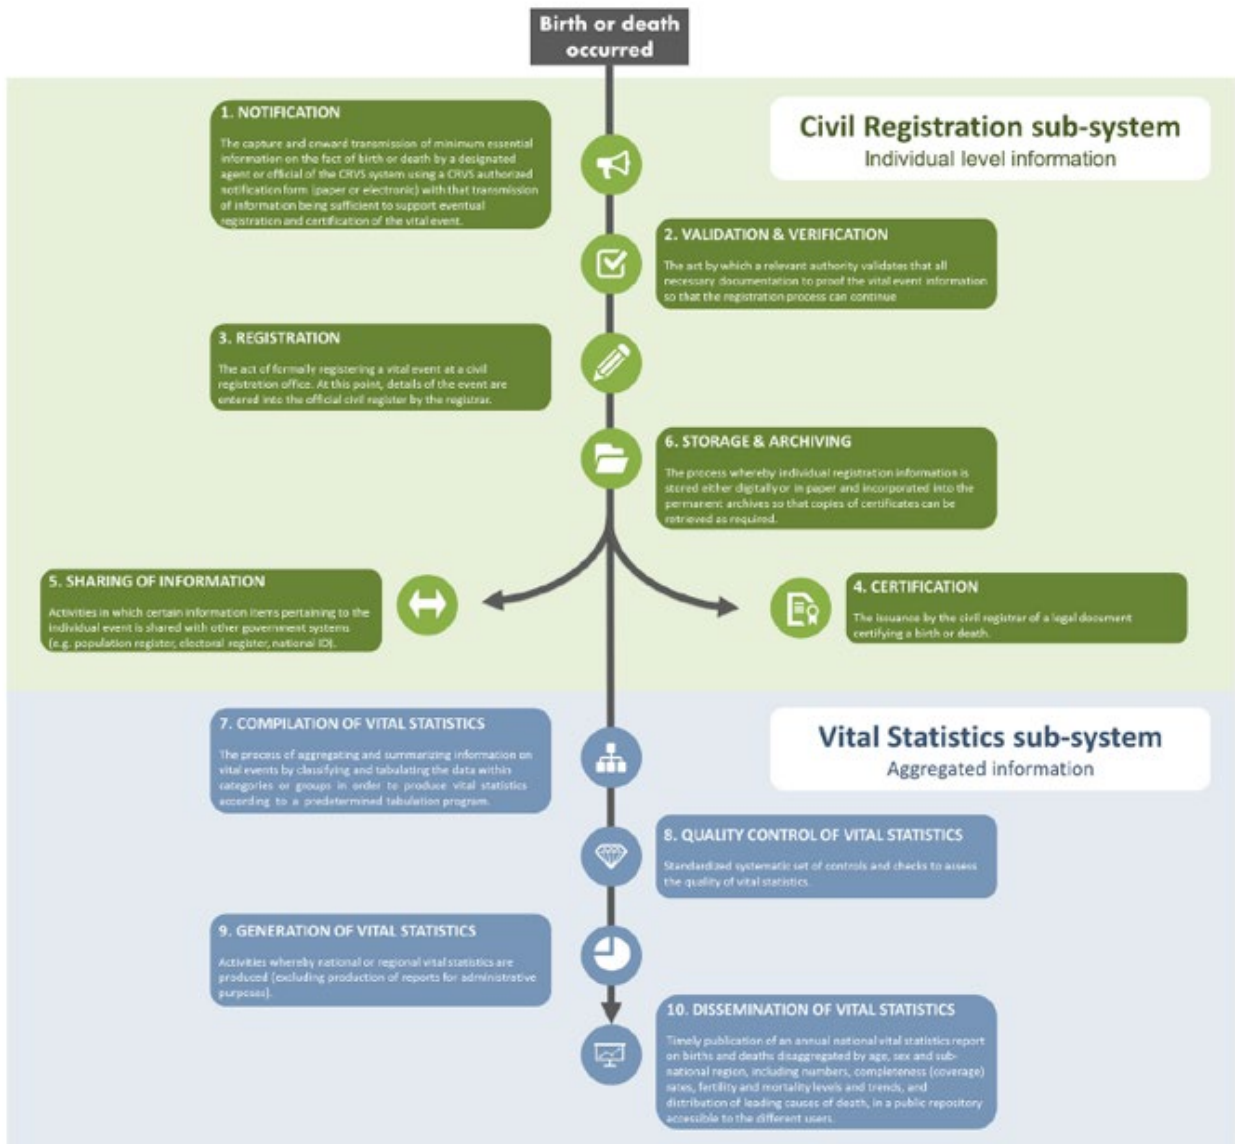 Birth or death
occurred
1. NOTIFICATION
The capture and onward transmission of minimum essential
information on the fact of birth or death by a designated
agent or official of the CRVS system using a CRVS authorized
notification form (paper or electronic) with that transmission
of information being sufficient to support eventual
registration and certification of the vital event.
Civil Registration sub-system
Individual level information
2. VALIDATION & VERIFICATION
The act by which a relevant authority validates that all
necessary documentation to proof the vital event information
so that the registration process can continue
3. REGISTRATION
The act of formally registering a vital event at a civil
registration office. At this point, details of the event are
entered into the official civil register by the registrar.
6. STORAGE & ARCHIVING
The process whereby individual registration information is
stored either digitally or in paper and incorporated into the
permanent archives so that copies of certificates can be
retrieved as required.
5. SHARING OF INFORMATION
Activities in which certain information items pertaining to the
individual event is shared with other government systems
(e.g. population register, electoral register, national ID).
4. CERTIFICATION
The issuance by the civil registrar of a legal document
certifying a birth or death.
7. COMPILATION OF VITAL STATISTICS
The process of aggregating and summarizing information on
vital events by classifying and tabulating the data within
categories or groups in order to produce vital statistics
according to a predetermined tabulation program.
Vital Statistics sub-system
Aggregated information
8. QUALITY CONTROL OF VITAL STATISTICS
Standardized systematic set of controls and checks to assess
the quality of vital statistics.
9. GENERATION OF VITAL STATISTICS
Activities whereby national or regional vital statistics are
produced (excluding production of reports for administrative
purposes).
10. DISSEMINATION OF VITAL STATISTICS
Timely publication of an annual national vital statistics report
on births and deaths disaggregated by age, sex and sub-
national region, including numbers, completeness (coverage)
rates, fertility and mortality levels and trends, and
distribution of leading causes of death, in a public repository
accessible to the different users.